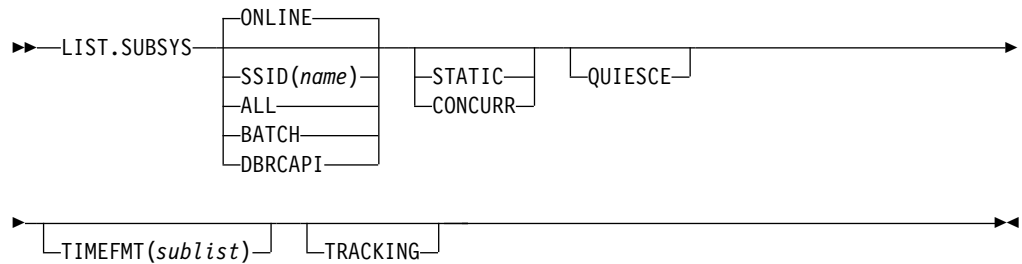 ONLINE
LIST.SUBSYS
SSID(name)
ALL
BATCH
DBRCAPI
STATIC
CONCURR
QUIESCE
TIMEFMT(sublist)
TRACKING